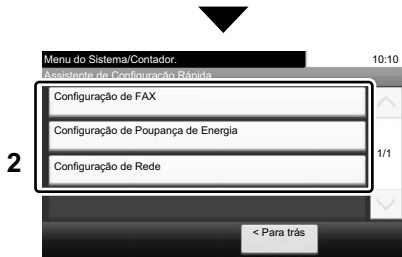 Menu do Sistema/Contador. 10:10
Assistente de Configuração Rápida
Configuração de FAX
Configuração de Poupança de Energia
1/1
2
Configuração de Rede
< Para trás